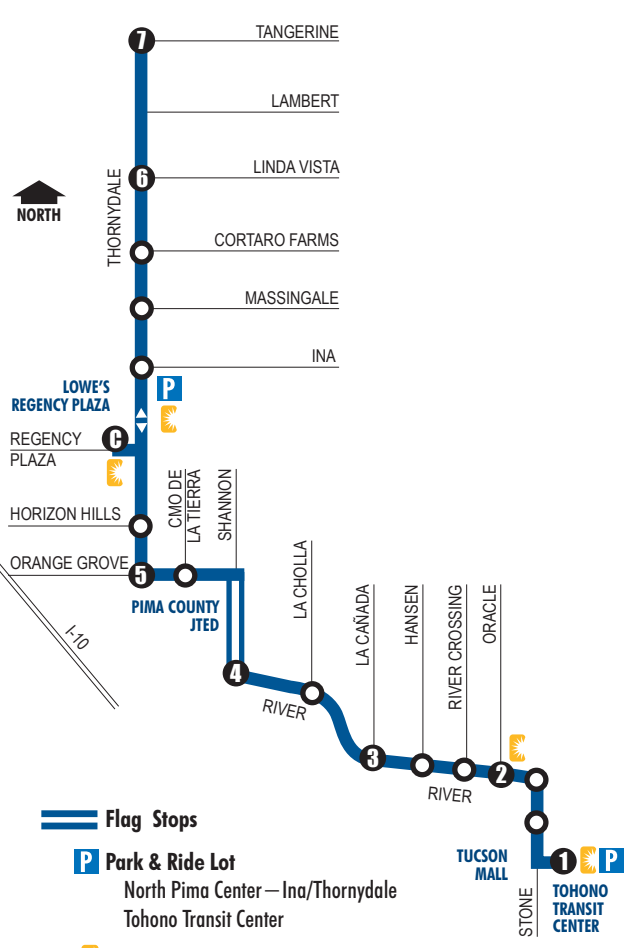 7
TANGERINE
LAMBERT
6
LINDA VISTA
THORNYDALE
NORTH
CORTARO FARMS
MASSINGALE
INA
LOWE'S
REGENCY PLAZA
P
C
REGENCY
PLAZA
HORIZON HILLS
CMO DE
LA TIERRA
SHANNON
ORANGE GROVE
5
PIMA COUNTY
JTED
I-10
4
LA CHOLLA
RIVER
LA CAÑADA
HANSEN
RIVER CROSSING
ORACLE
3
2
RIVER
TUCSON
MALL
1
P
TOHONO
TRANSIT
CENTER
STONE
Flag Stops
P Park & Ride Lot
North Pima Center – Ina/Thornydale
Tohono Transit Center